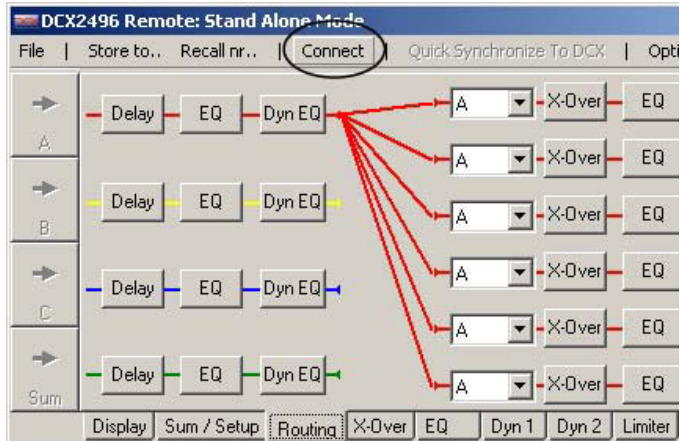 DCX2496 Remote: Stand Alone Mode
File | Store to.. Recall nr.. | Connect | Quick Synchronize To DCX | Opti
A Delay EQ Dyn EQ A X-Over EQ
A X-Over EQ
B Delay EQ Dyn EQ A X-Over EQ
C Delay EQ Dyn EQ A X-Over EQ
A X-Over EQ
Sum Delay EQ Dyn EQ A X-Over EQ
Display Sum / Setup Routing X-Over EQ Dyn 1 Dyn 2 Limiter